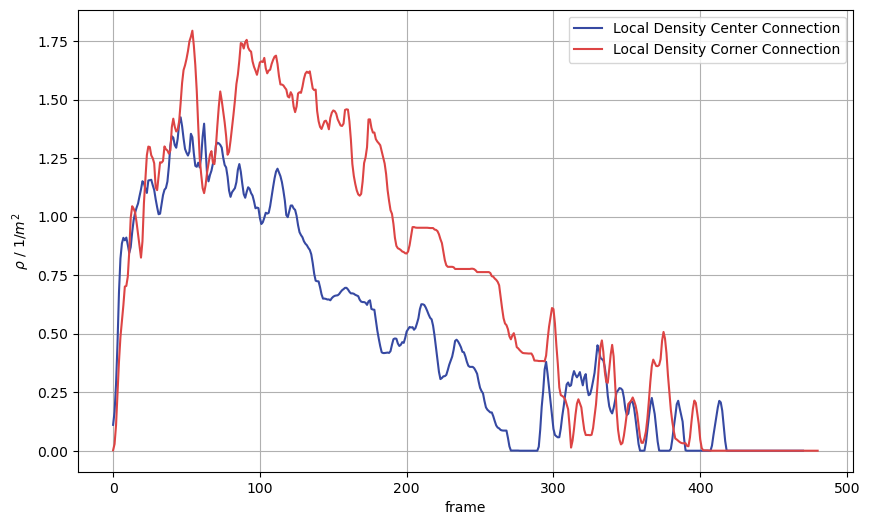 Local Density Center Connection
Local Density Corner Connection
1.75
1.50
1.25
1.00
0.75
0.50
0.25
0.00
ρ / 1/m²
0 100 200 300 400 500
frame